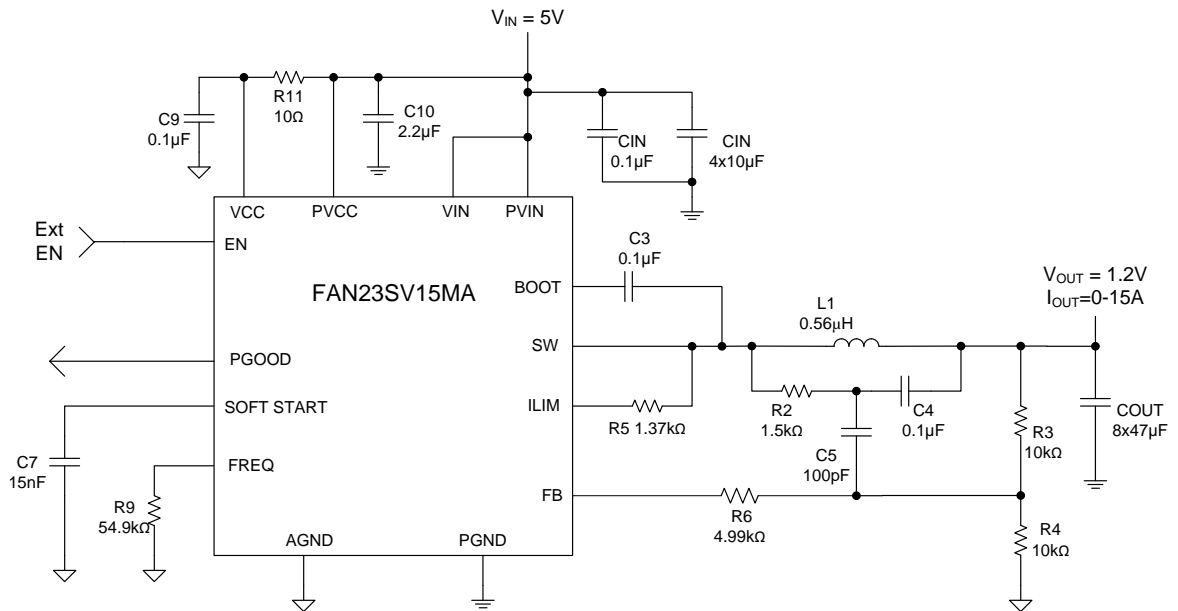 VIN = 5V
R11
10Ω
C9
0.1µF
C10
2.2µF
CIN
0.1µF
CIN
4x10µF
VCC
PVCC
VIN
PVIN
Ext
EN
EN
FAN23SV15MA
BOOT
C3
0.1µF
VOUT = 1.2V
IOUT=0-15A
L1
0.56µH
SW
PGOOD
SOFT START
ILIM
R5 1.37kΩ
R2
1.5kΩ
C4
0.1µF
COUT
8x47µF
R3
10kΩ
C7
15nF
FREQ
C5
100pF
R9
54.9kΩ
FB
R6
4.99kΩ
R4
10kΩ
AGND
PGND